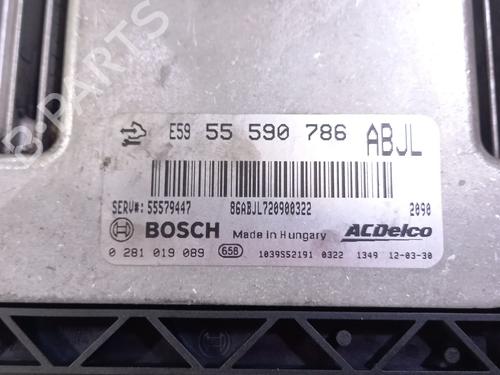 E59 55 590 786 ABJL
SERV#: 55579447 86ABJL720900322 2090
BOSCH Made in Hungary ACDelco
0 281 019 089 658 1039S52191 0322 1349 12-03-30
B-PARTS